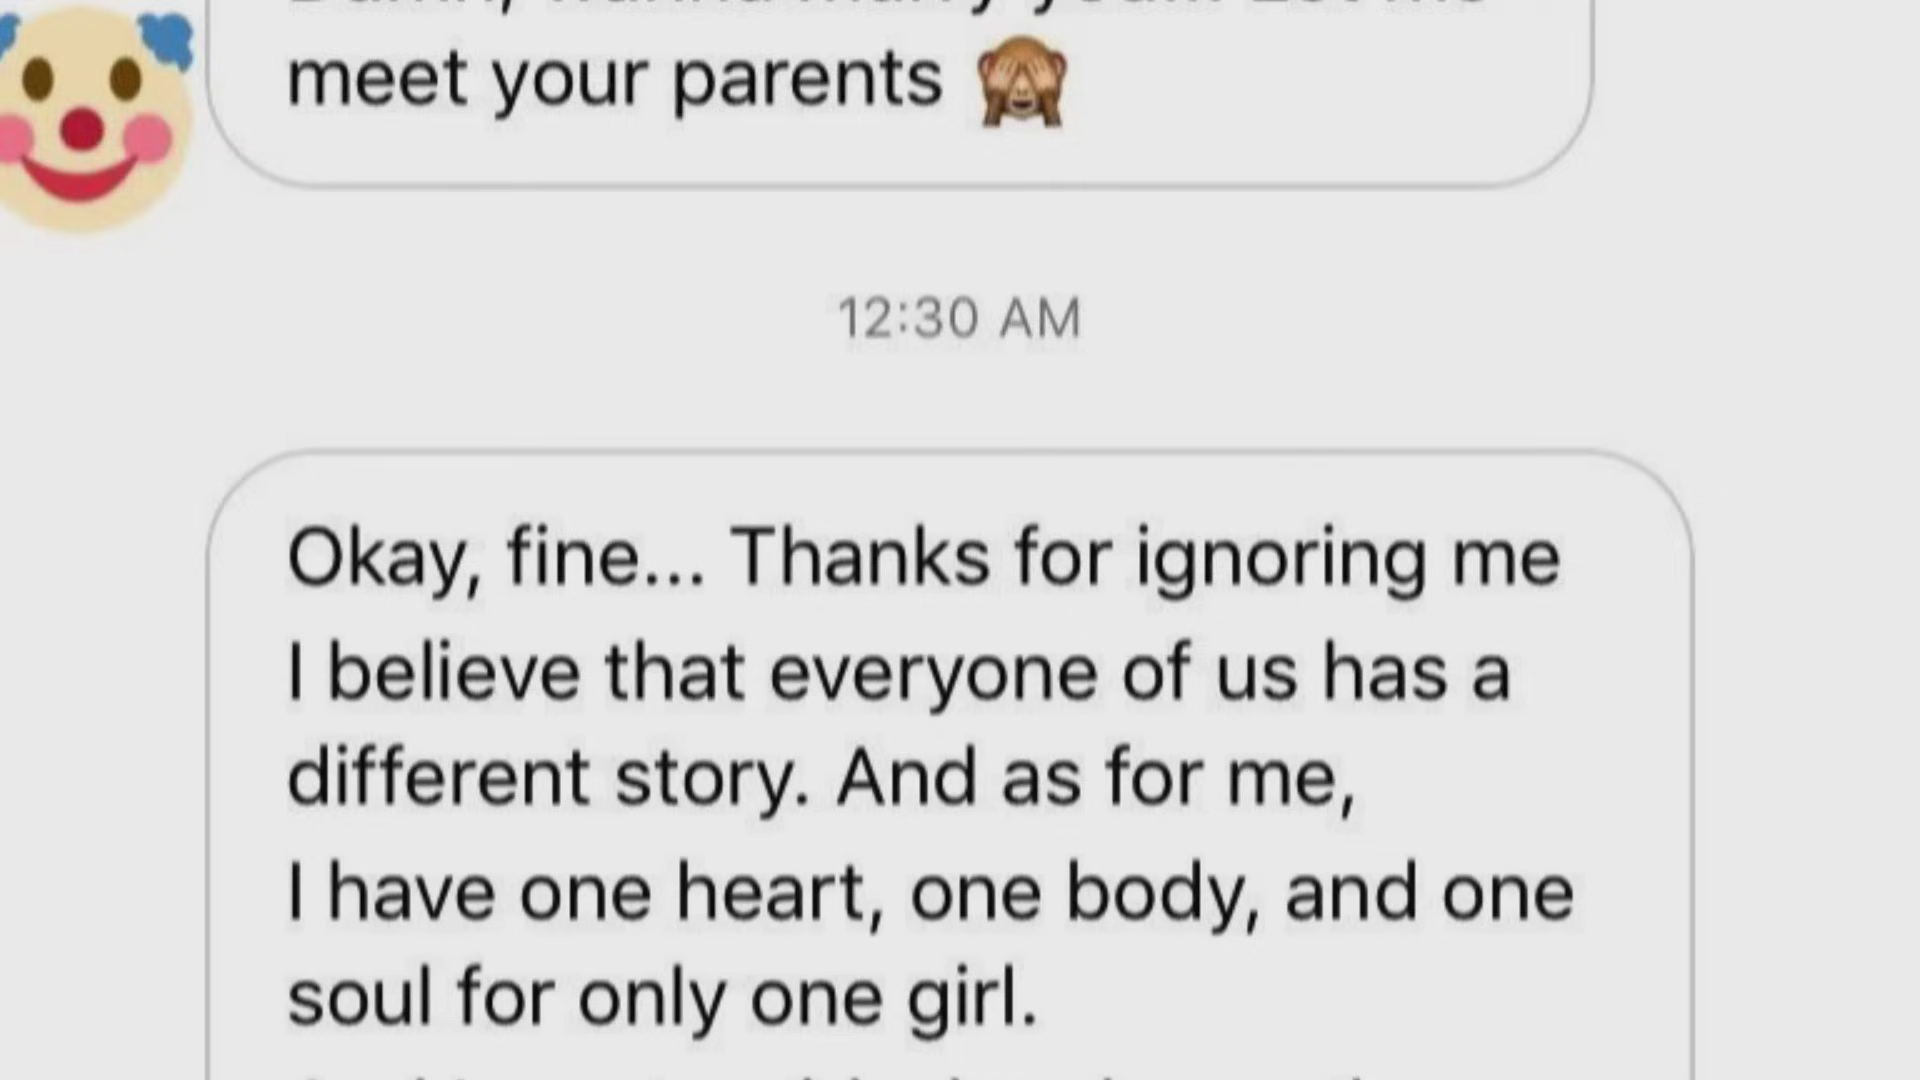 meet your parents 🙈
12:30 AM
Okay, fine... Thanks for ignoring me
I believe that everyone of us has a
different story. And as for me,
I have one heart, one body, and one
soul for only one girl.